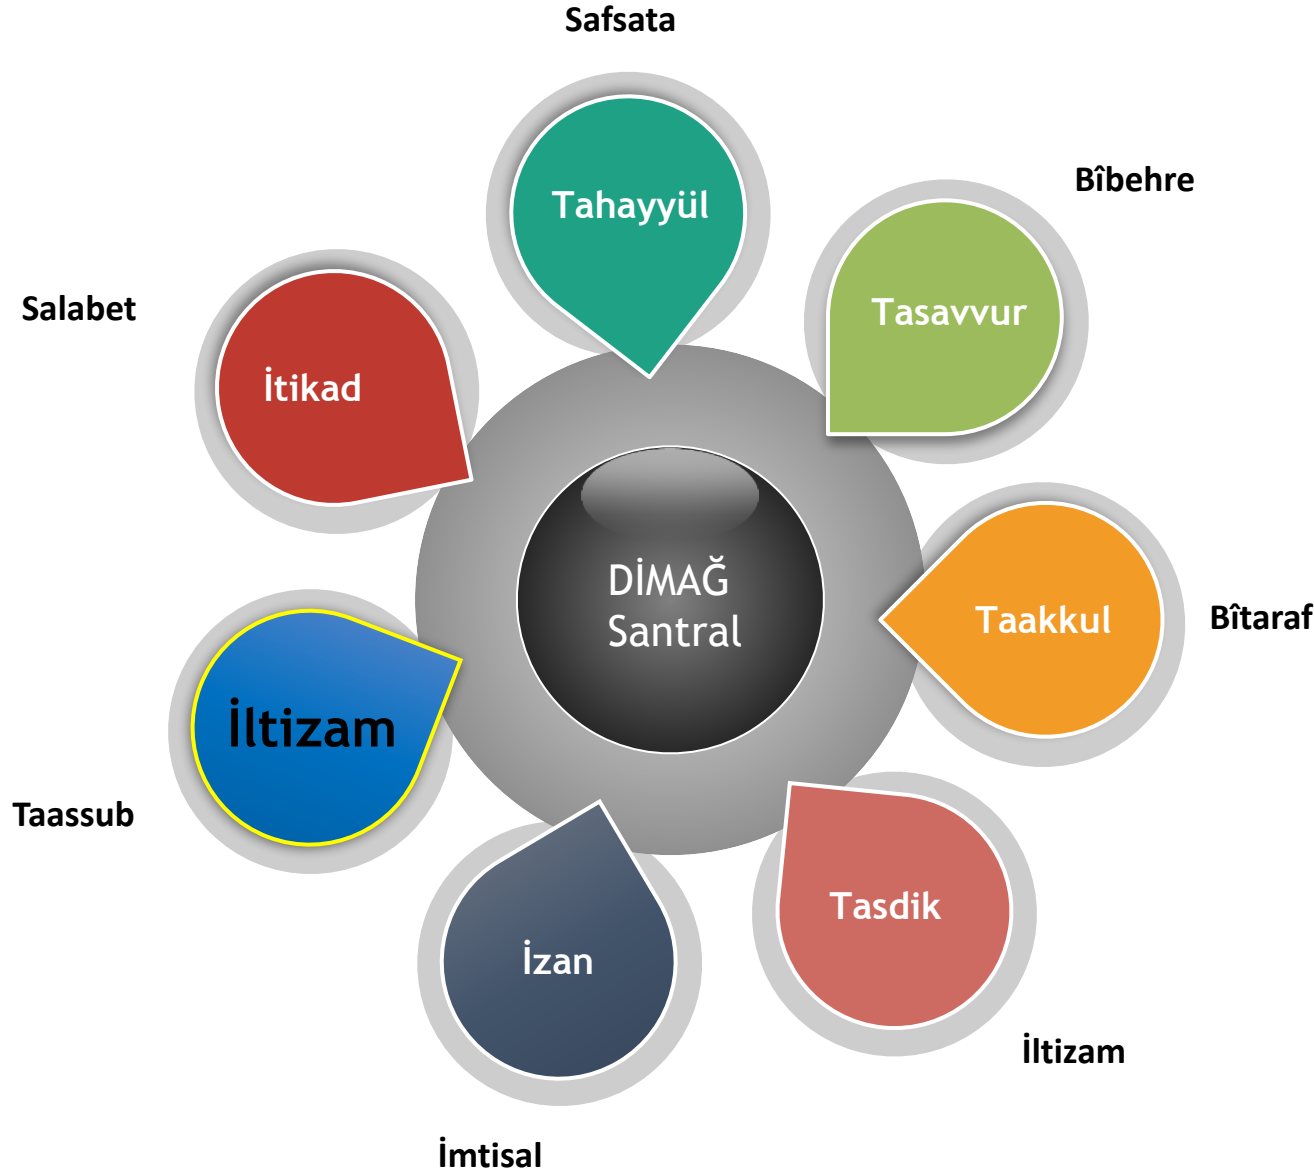 Safsata
Tahayyül
Bîbehre
Tasavvur
Salabet
İtikad
DİMAĞ
Santral
Taakkul
Bîtaraf
İltizam
Taassub
Tasdik
İzan
İltizam
İmtisal